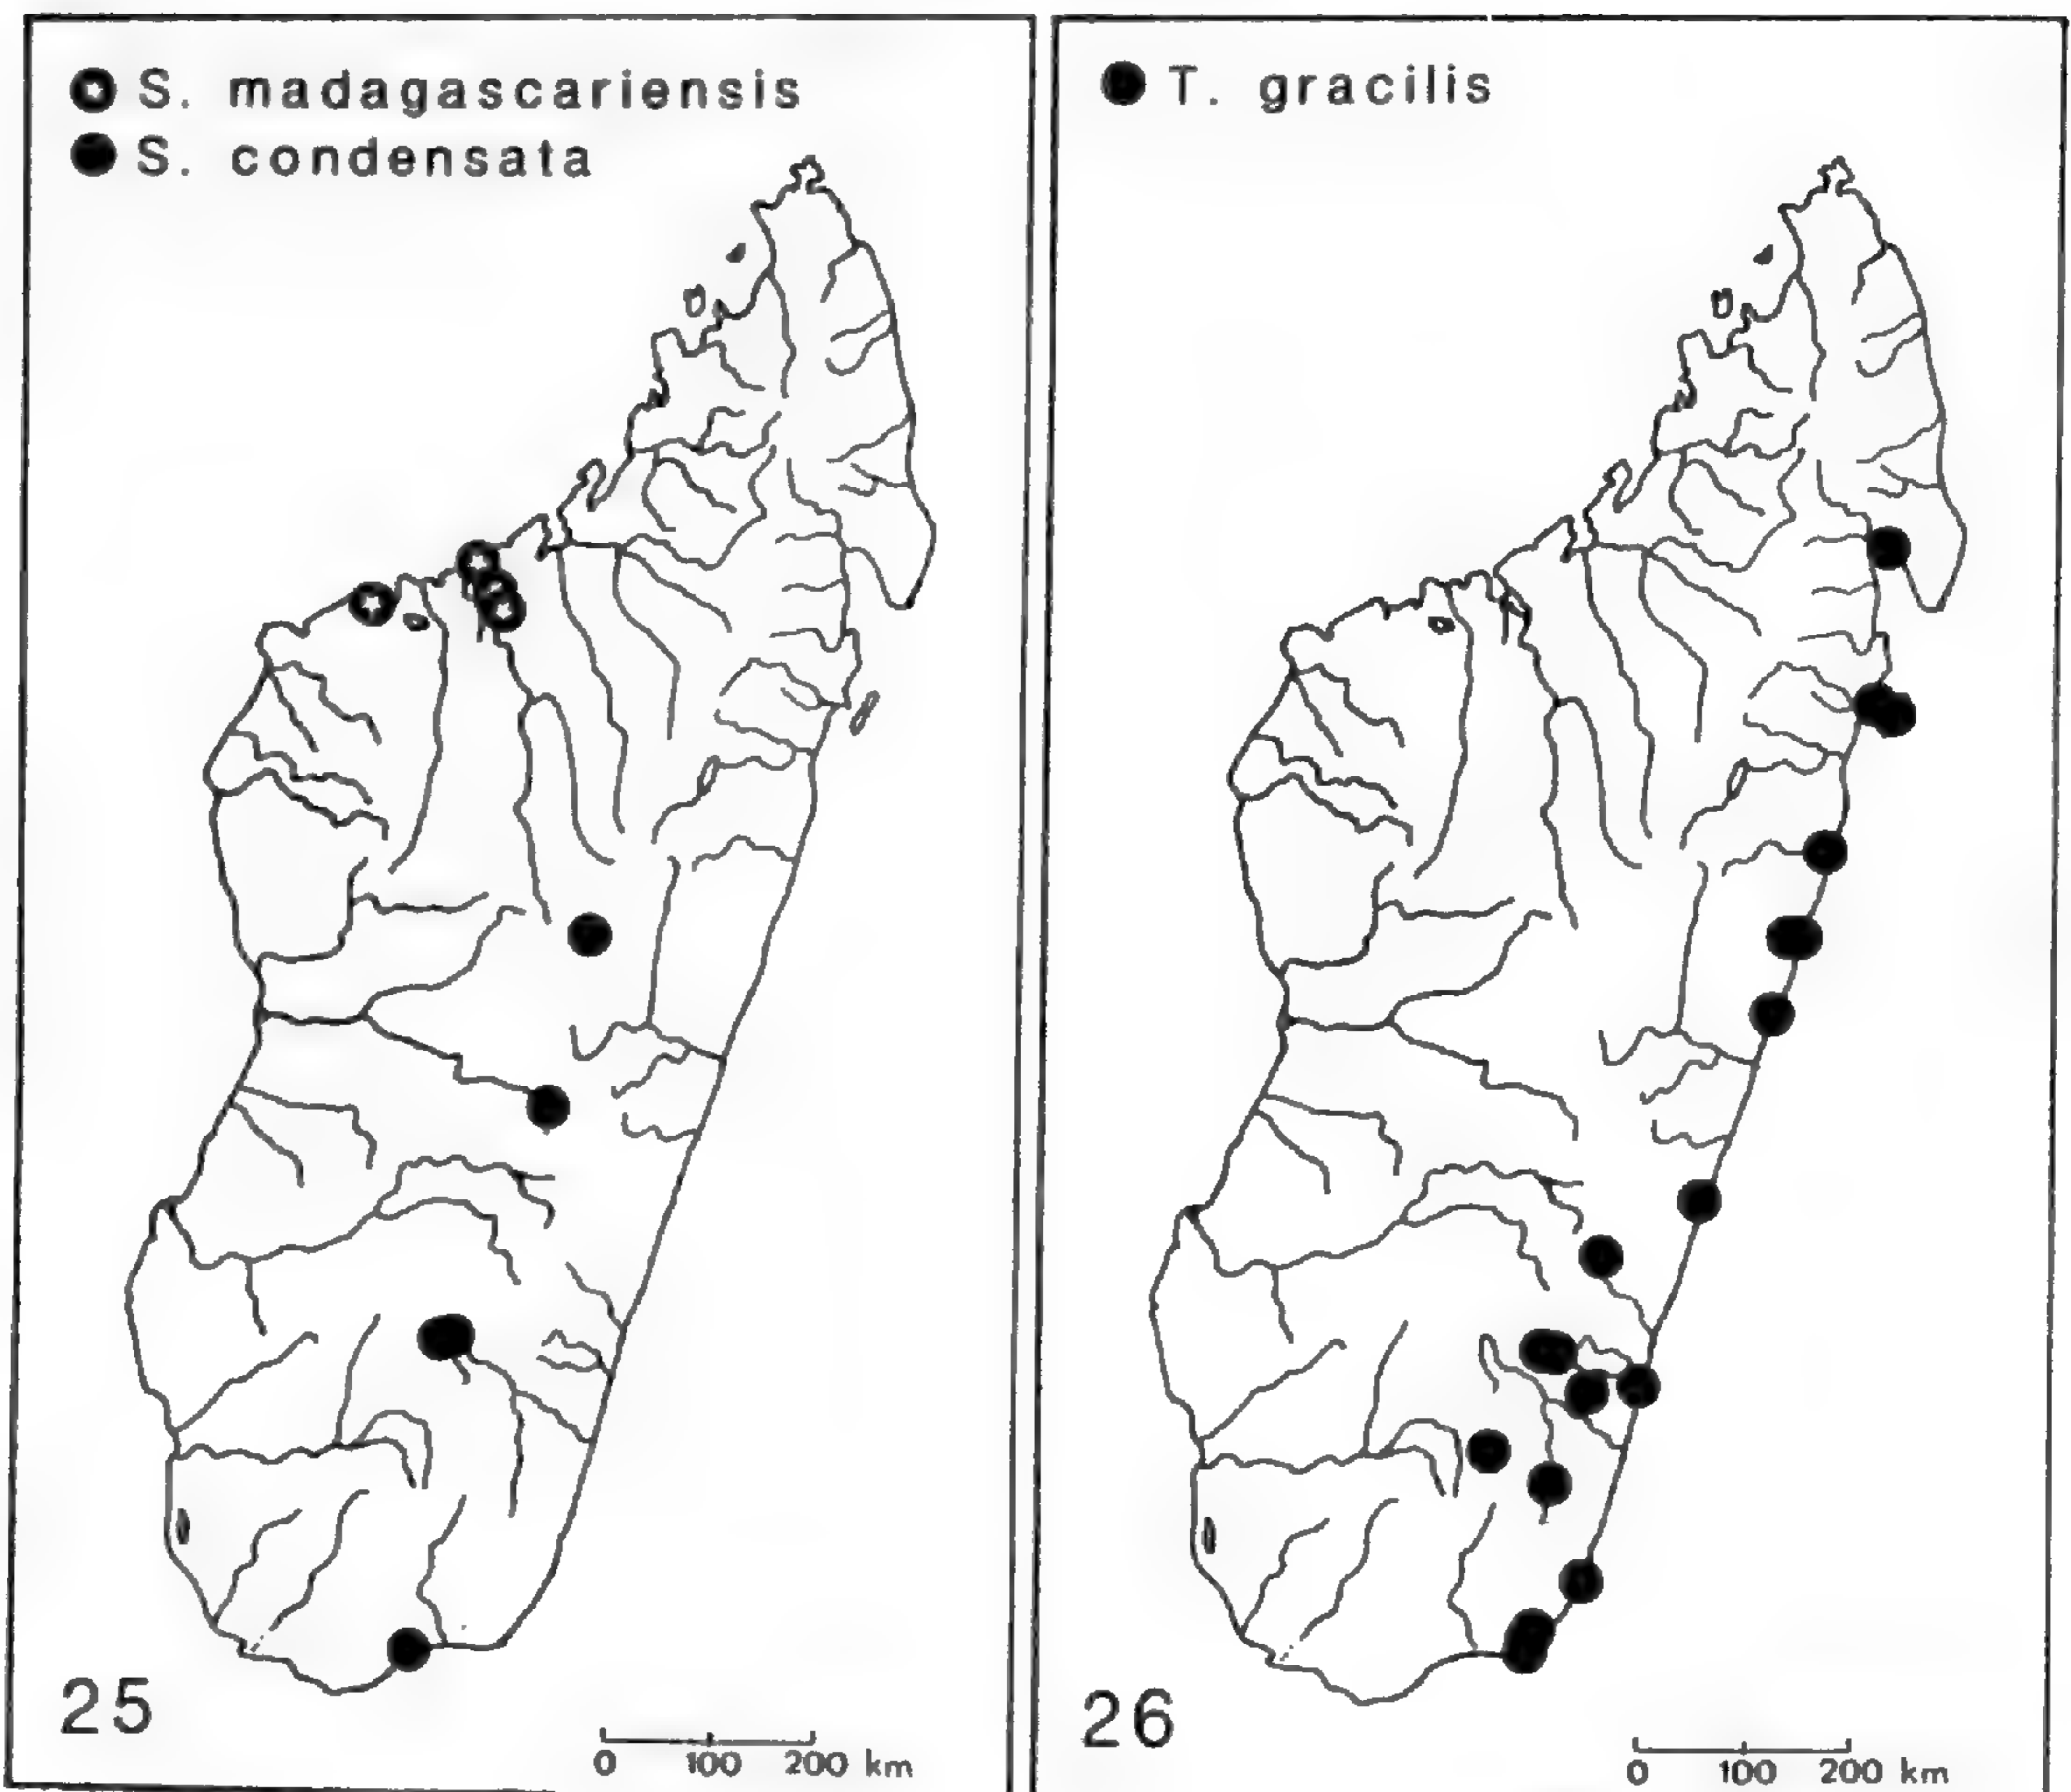 S. madagascariensis
S. condensata
25
0 100 200 km
T. gracilis
26
0 100 200 km